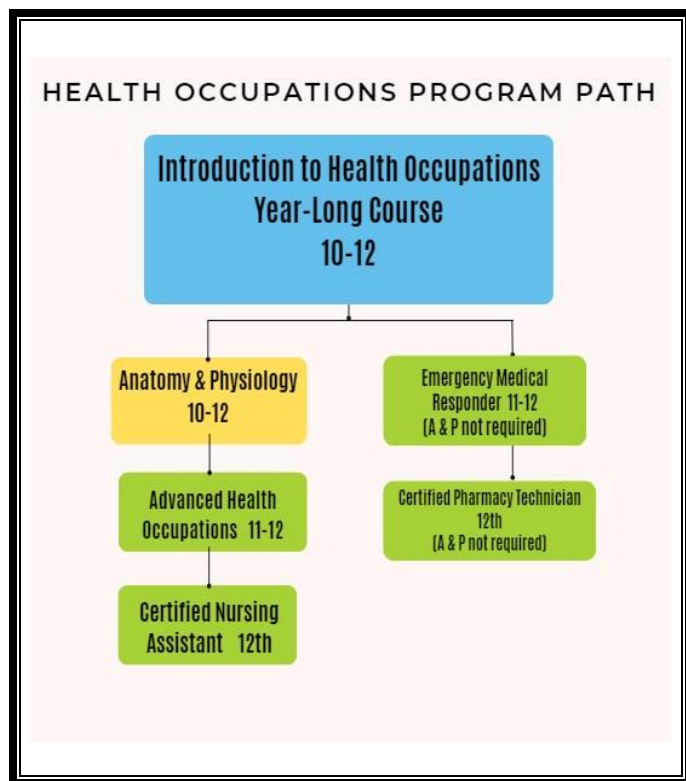 HEALTH OCCUPATIONS PROGRAM PATH
Introduction to Health Occupations
Year-Long Course
10-12
Anatomy & Physiology
10-12
Advanced Health
Occupations 11-12
Certified Nursing
Assistant 12th
Emergency Medical
Responder 11-12
(A & P not required)
Certified Pharmacy Technician
12th
(A & P not required)